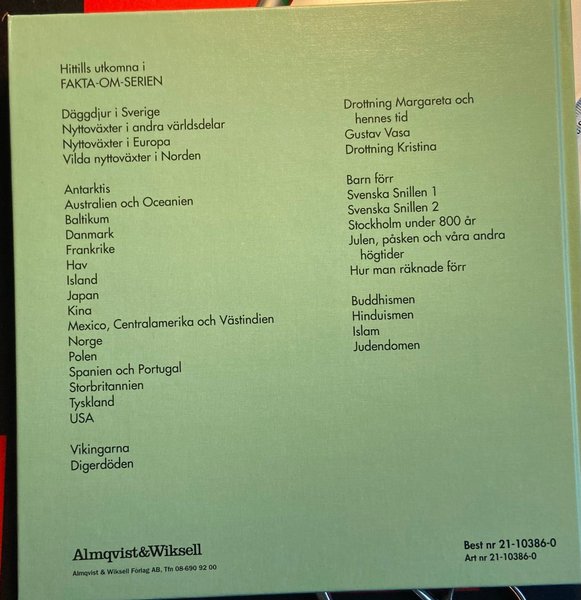 Hittills utkomna i
FAKTA-OM-SERIEN
Däggdjur i Sverige
Nyttoväxter i andra världsdelar
Nyttoväxter i Europa
Vilda nyttoväxter i Norden
Antarktis
Australien och Oceanien
Baltikum
Danmark
Frankrike
Hav
Island
Japan
Kina
Mexico, Centralamerika och Västindien
Norge
Polen
Spanien och Portugal
Storbritannien
Tyskland
USA
Vikingarna
Digerdöden
Drottning Margareta och
hennes tid
Gustav Vasa
Drottning Kristina
Barn förr
Svenska Snillen 1
Svenska Snillen 2
Stockholm under 800 år
Julen, påsken och våra andra
högtider
Hur man räknade förr
Buddhismen
Hinduismen
Islam
Judendomen
Almqvist&Wiksell
Almqvist & Wiksell Förlag AB, Tfn 08-690 92 00
Best nr 21-10386-0
Art nr 21-10386-0